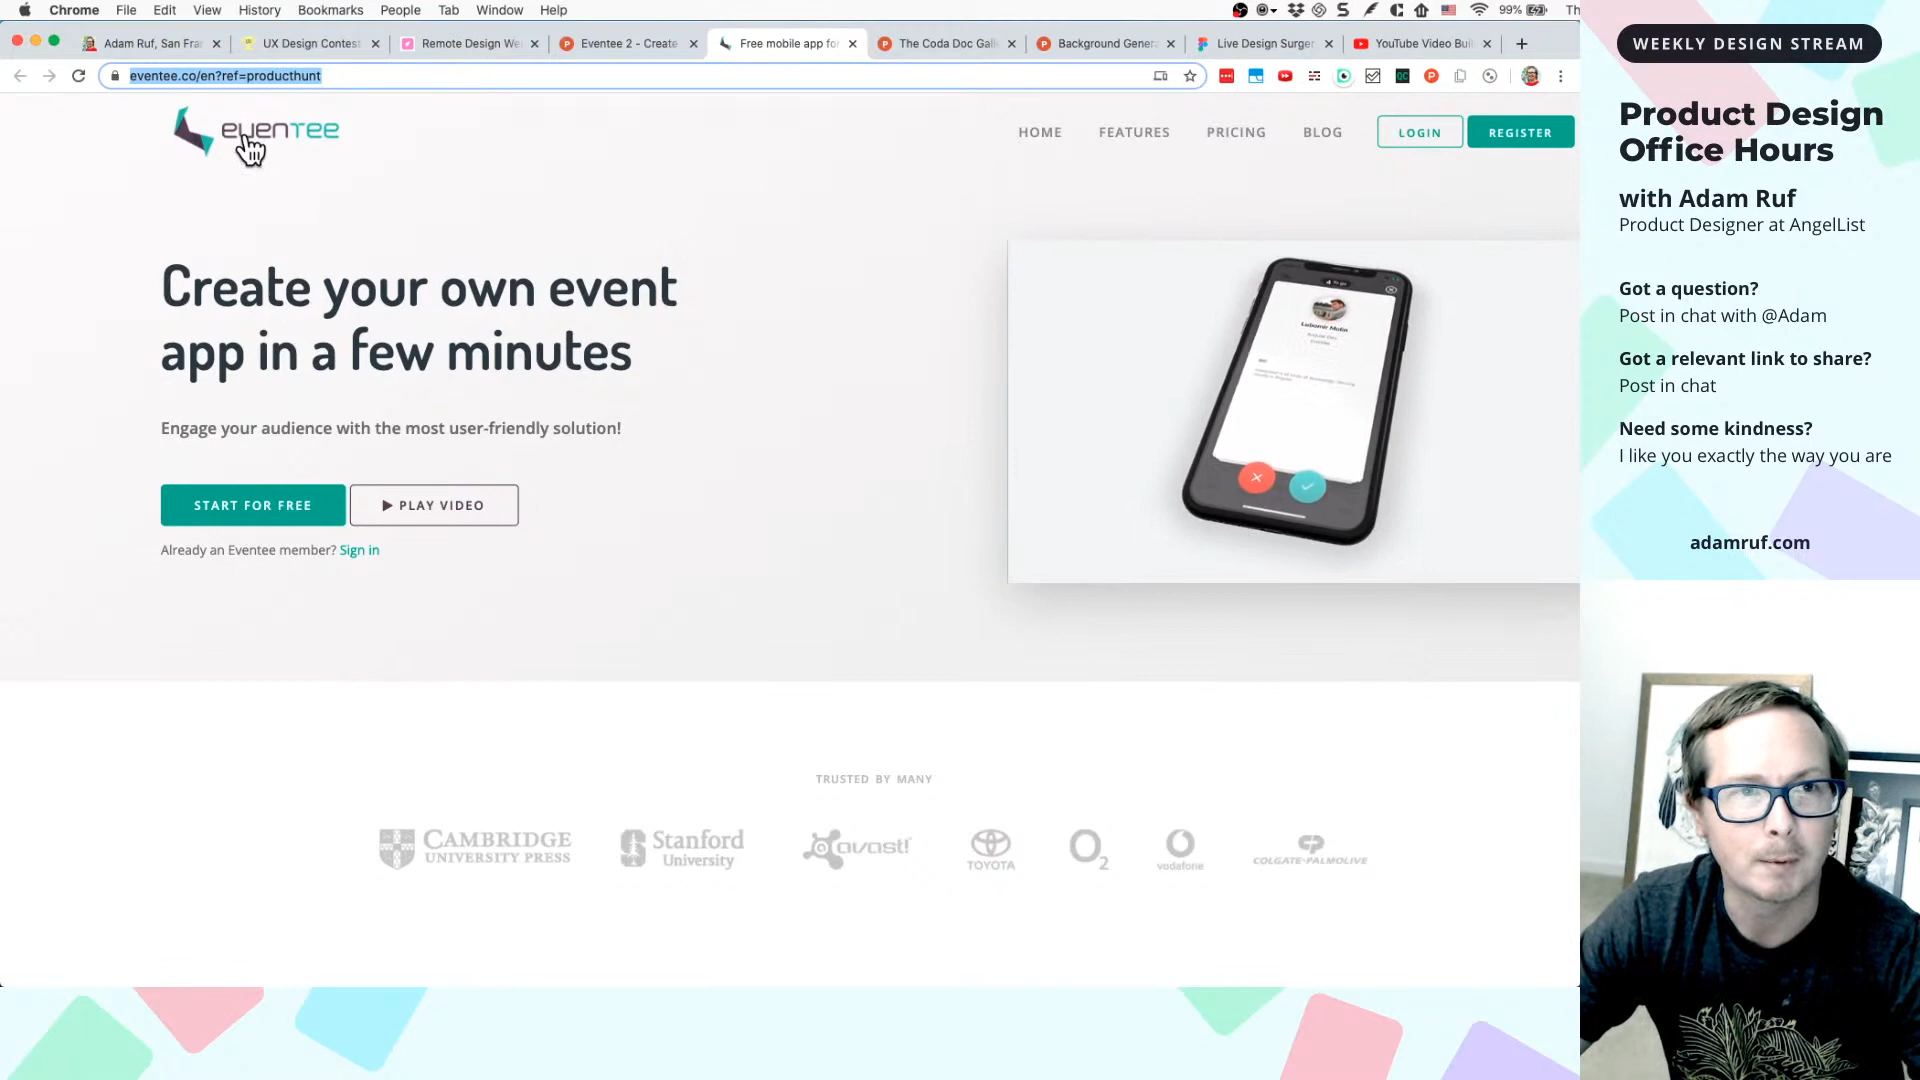 Chrome File Edit View History Bookmarks People Tab Window Help 99% Th
Adam Ruf, San Fra
UX Design Contest
Remote Design We
Eventee 2 - Create
Free mobile app fo
The Coda Doc Gall
Background Genera
Live Design Surger
YouTube Video Bui
eventee.co/en?ref=producthunt
eventee
HOME FEATURES PRICING BLOG LOGIN REGISTER
Create your own event
app in a few minutes
Engage your audience with the most user-friendly solution!
START FOR FREE PLAY VIDEO
Already an Eventee member? Sign in
Lubomir Molin
TRUSTED BY MANY
CAMBRIDGE
UNIVERSITY PRESS
Stanford
University
avast!
TOYOTA
O2
vodafone
COLGATE-PALMOLIVE
WEEKLY DESIGN STREAM
Product Design
Office Hours
with Adam Ruf
Product Designer at AngelList
Got a question?
Post in chat with @Adam
Got a relevant link to share?
Post in chat
Need some kindness?
I like you exactly the way you are
adamruf.com